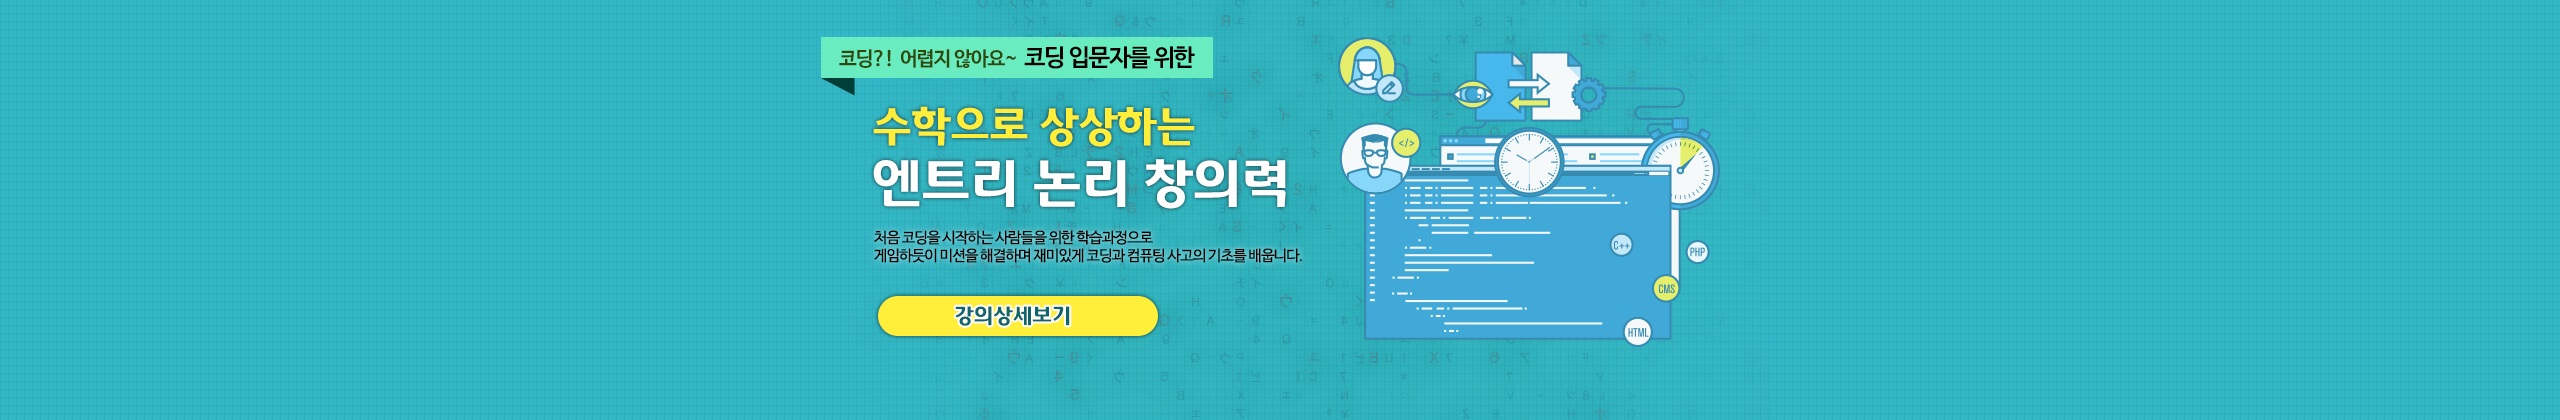 코딩?! 어렵지 않아요~ 코딩 입문자를 위한
수학으로 상상하는
엔트리 논리 창의력
처음 코딩을 시작하는 사람들을 위한 학습과정으로
게임하듯이 미션을 해결하며 재미있게 코딩과 컴퓨팅 사고의 기초를 배웁니다.
강의상세보기
</>
C++
PHP
CMS
HTML